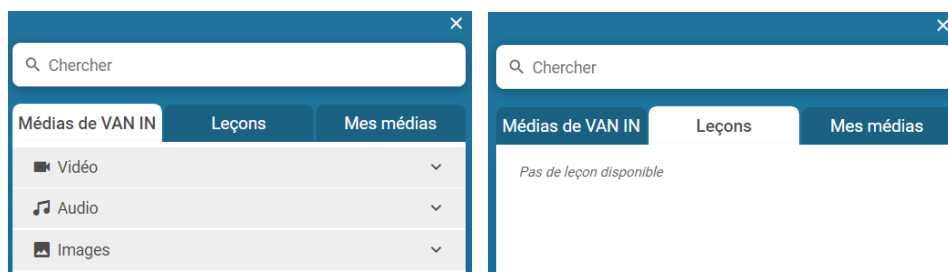 Chercher
Médias de VAN IN Leçons Mes médias
Vidéo
Audio
Images
Chercher
Médias de VAN IN Leçons Mes médias
Pas de leçon disponible